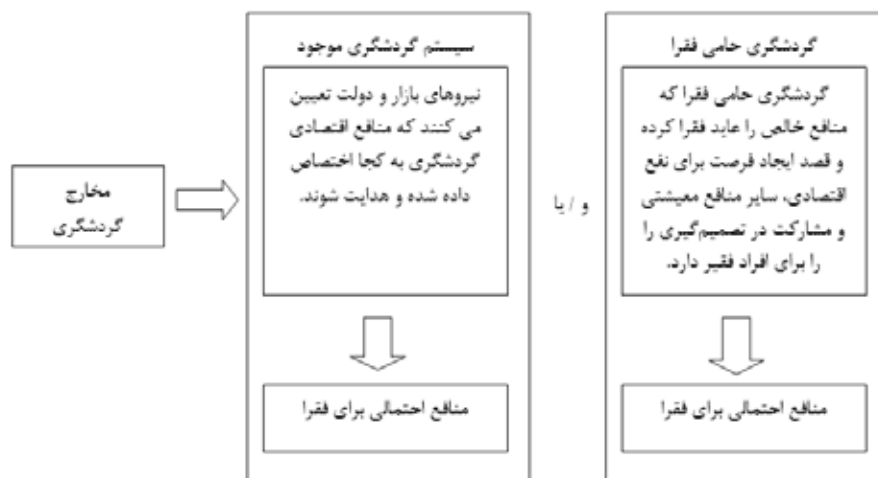 گردشگری حامی فقرا
گردشگری حامی فقرا که
منافع خالص را عاید فقرا کرده
و قصد ایجاد فرصت برای نفع
اقتصادی، سایر منافع معیشتی
و مشارکت در تصمیم‌گیری را
را برای افراد فقیر دارد.
منافع احتمالی برای فقرا
و / یا
سیستم گردشگری موجود
نیروهای بازار و دولت تعیین
می کنند که منافع اقتصادی
گردشگری به کجا اختصاص
داده شده و هدایت شوند.
منافع احتمالی برای فقرا
مخارج
گردشگری